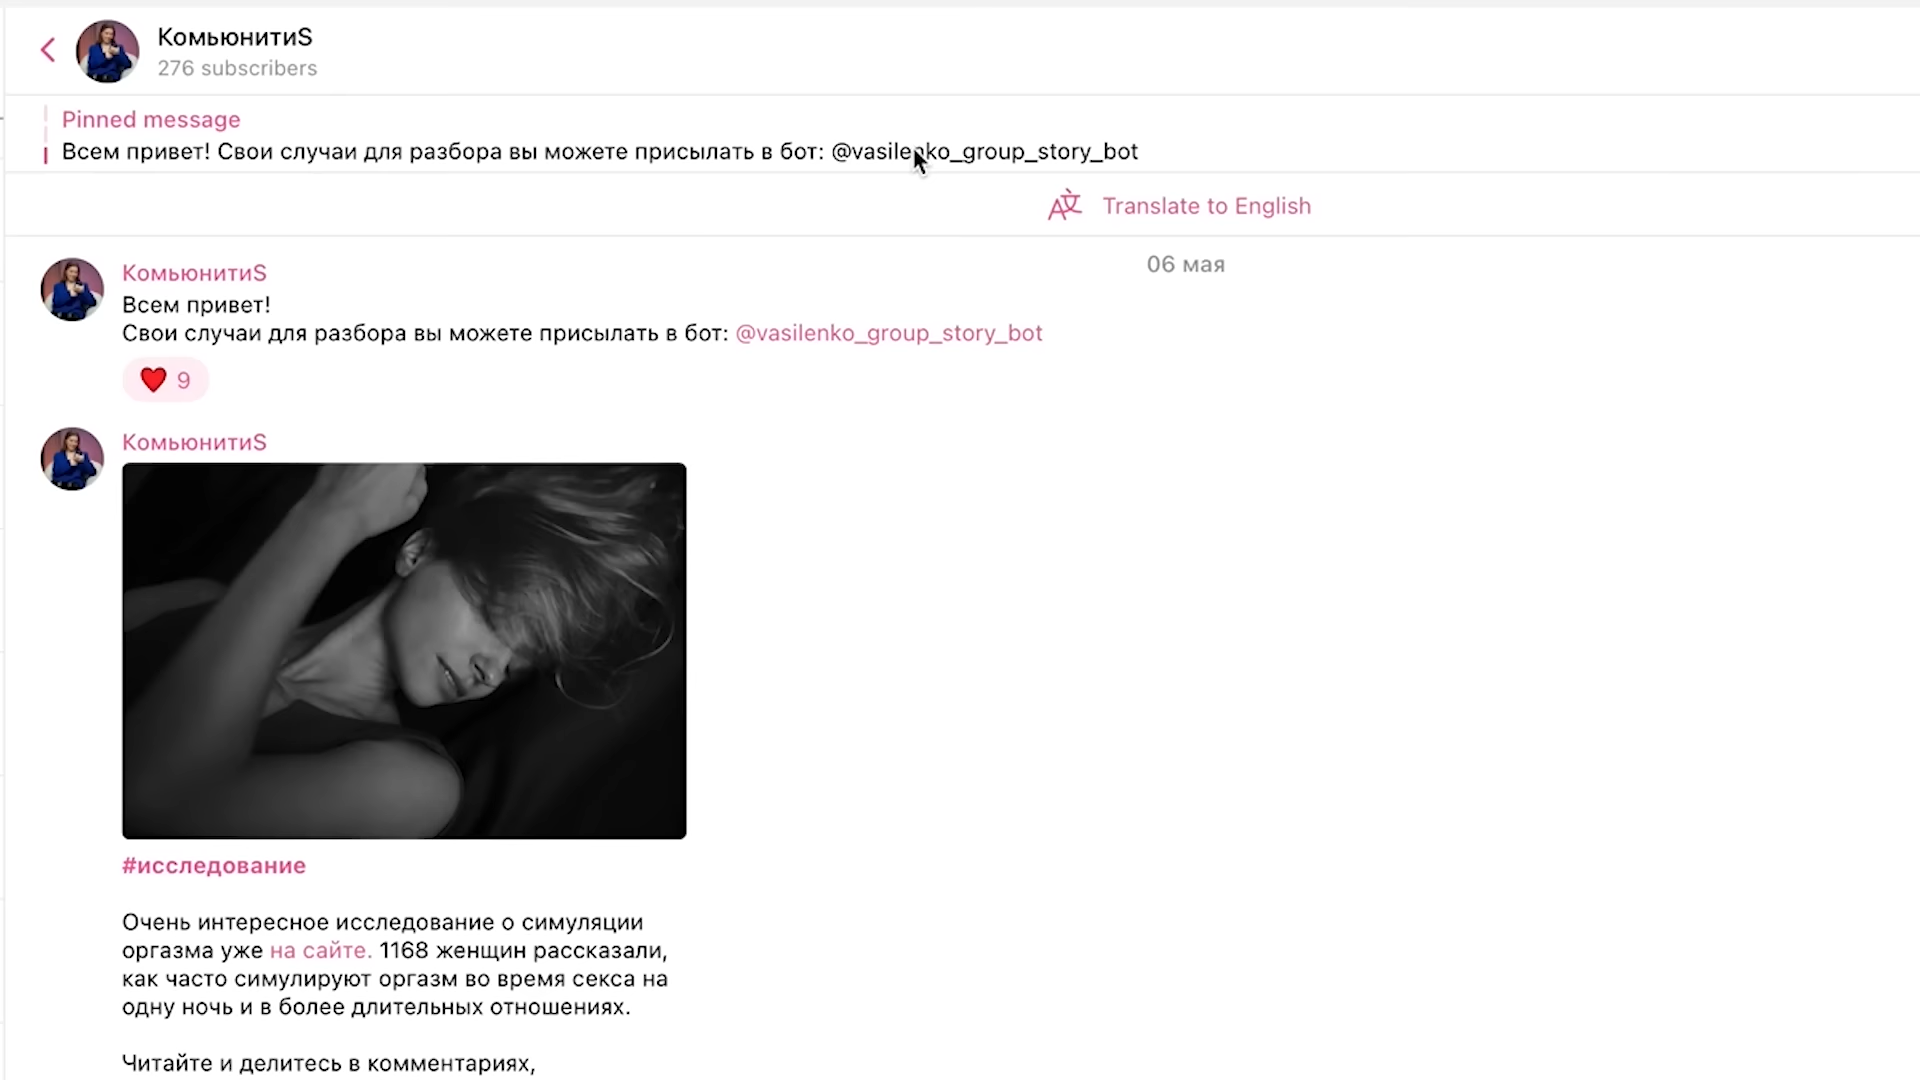 КомьюнитиS
276 subscribers
Pinned message
Всем привет! Свои случаи для разбора вы можете присылать в бот: @vasilenko_group_story_bot
Translate to English
06 мая
КомьюнитиS
Всем привет!
Свои случаи для разбора вы можете присылать в бот: @vasilenko_group_story_bot
9
КомьюнитиS
#исследование
Очень интересное исследование о симуляции
оргазма уже на сайте. 1168 женщин рассказали,
как часто симулируют оргазм во время секса на
одну ночь и в более длительных отношениях.
Читайте и делитесь в комментариях,